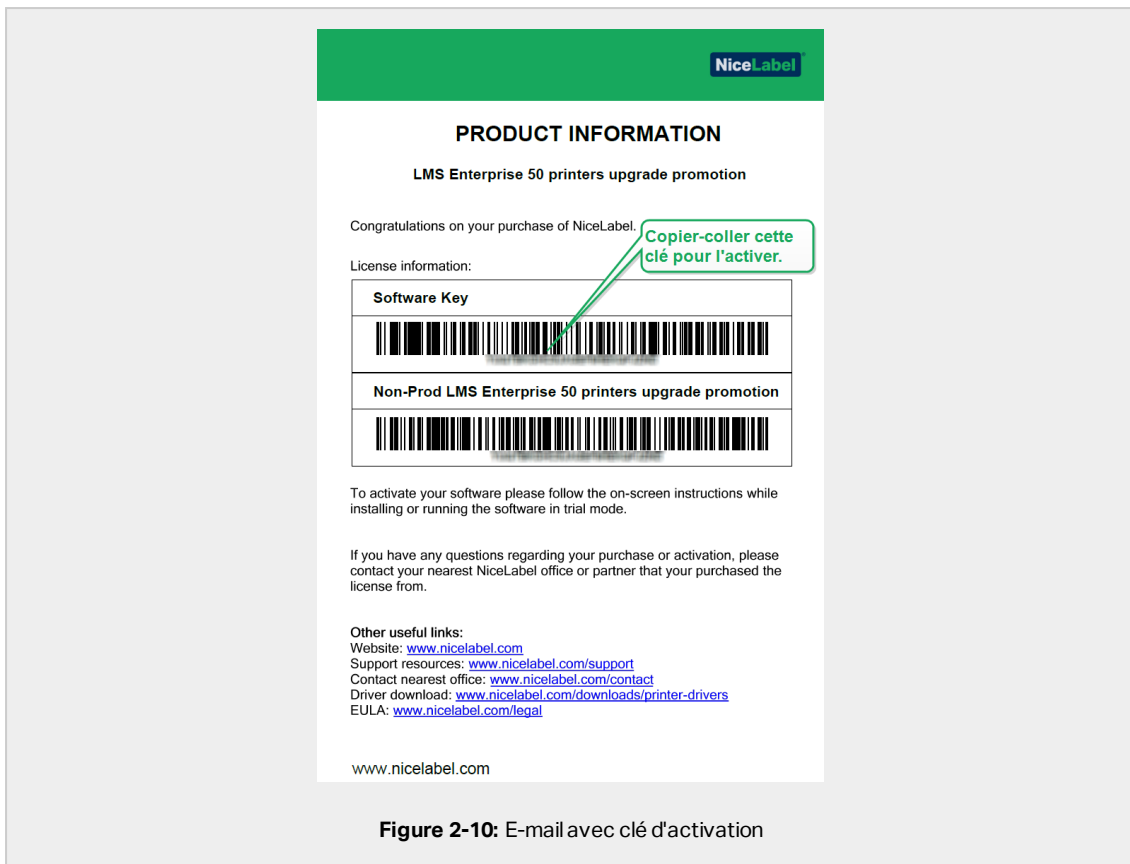 NiceLabel
PRODUCT INFORMATION
LMS Enterprise 50 printers upgrade promotion
Congratulations on your purchase of NiceLabel.
Copier-coller cette
clé pour l'activer.
License information:
Software Key
Non-Prod LMS Enterprise 50 printers upgrade promotion
To activate your software please follow the on-screen instructions while
installing or running the software in trial mode.
If you have any questions regarding your purchase or activation, please
contact your nearest NiceLabel office or partner that your purchased the
license from.
Other useful links:
Website: www.nicelabel.com
Support resources: www.nicelabel.com/support
Contact nearest office: www.nicelabel.com/contact
Driver download: www.nicelabel.com/downloads/printer-drivers
EULA: www.nicelabel.com/legal
www.nicelabel.com
Figure 2-10: E-mail avec clé d'activation